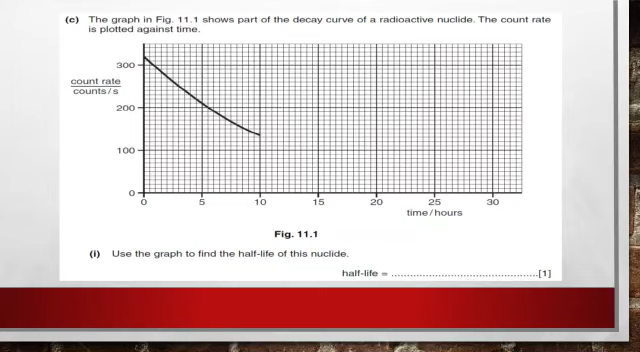 (c) The graph in Fig. 11.1 shows part of the decay curve of a radioactive nuclide. The count rate
is plotted against time.
300
count rate
counts / s
200
100
0
0 5 10 15 20 25 30
time / hours
Fig. 11.1
(i) Use the graph to find the half-life of this nuclide.
half-life = ...............................................[1]